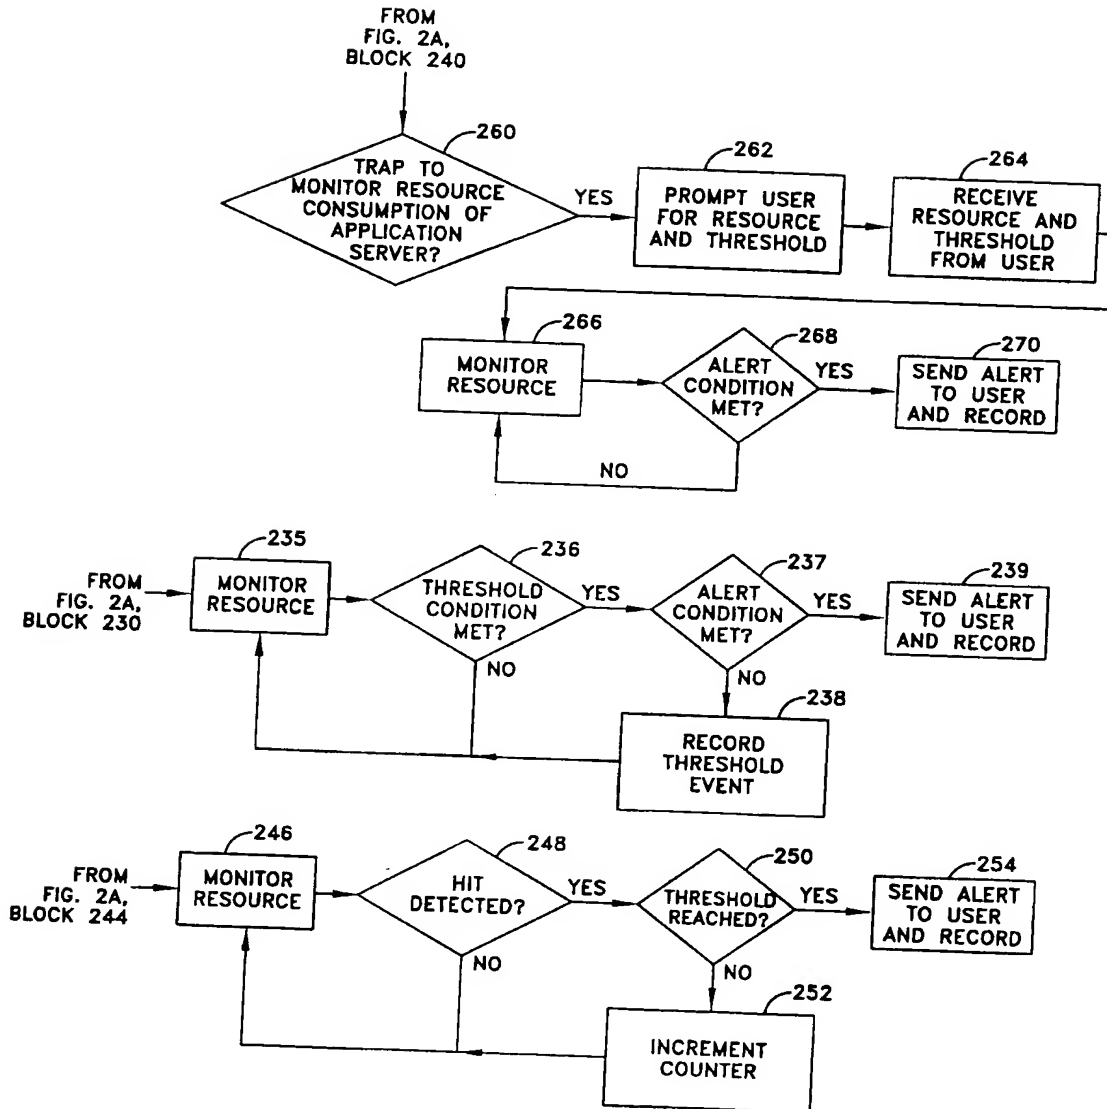 FROM
FIG. 2A,
BLOCK 240
260
TRAP TO
MONITOR RESOURCE
CONSUMPTION OF
APPLICATION
SERVER?
YES
262
PROMPT USER
FOR RESOURCE
AND THRESHOLD
264
RECEIVE
RESOURCE AND
THRESHOLD
FROM USER
266
MONITOR
RESOURCE
268
ALERT
CONDITION
MET?
YES
NO
270
SEND ALERT
TO USER
AND RECORD
FROM
FIG. 2A,
BLOCK 230
235
MONITOR
RESOURCE
236
THRESHOLD
CONDITION
MET?
YES
NO
237
ALERT
CONDITION
MET?
YES
NO
239
SEND ALERT
TO USER
AND RECORD
238
RECORD
THRESHOLD
EVENT
FROM
FIG. 2A,
BLOCK 244
246
MONITOR
RESOURCE
248
HIT
DETECTED?
YES
NO
250
THRESHOLD
REACHED?
YES
NO
254
SEND ALERT
TO USER
AND RECORD
252
INCREMENT
COUNTER